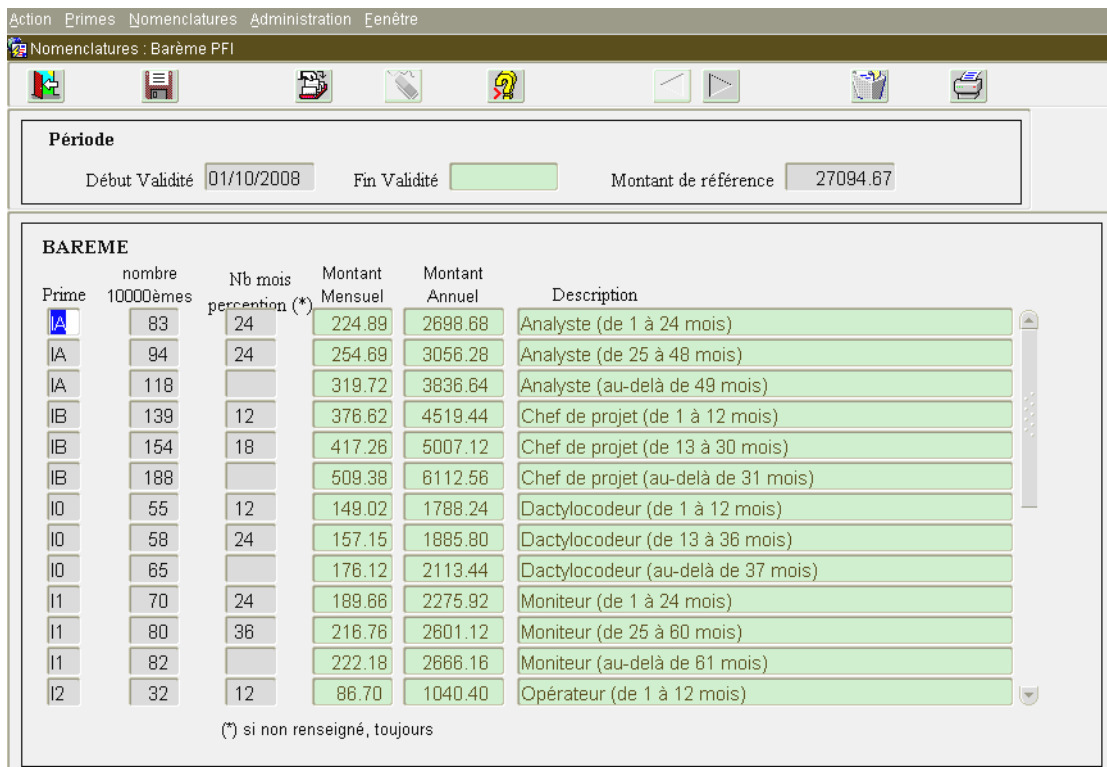 Action Primes Nomenclatures Administration Fenêtre
Nomenclatures : Barème PFI
Période
Début Validité 01/10/2008 Fin Validité Montant de référence 27094.67
BAREME
Prime nombre 10000èmes Nb mois perception (*) Montant Mensuel Montant Annuel Description
IA 83 24 224.89 2698.68 Analyste (de 1 à 24 mois)
IA 94 24 254.69 3056.28 Analyste (de 25 à 48 mois)
IA 118 319.72 3836.64 Analyste (au-delà de 49 mois)
IB 139 12 376.62 4519.44 Chef de projet (de 1 à 12 mois)
IB 154 18 417.26 5007.12 Chef de projet (de 13 à 30 mois)
IB 188 509.38 6112.56 Chef de projet (au-delà de 31 mois)
I0 55 12 149.02 1788.24 Dactylocodeur (de 1 à 12 mois)
I0 58 24 157.15 1885.80 Dactylocodeur (de 13 à 36 mois)
I0 65 176.12 2113.44 Dactylocodeur (au-delà de 37 mois)
I1 70 24 189.66 2275.92 Moniteur (de 1 à 24 mois)
I1 80 36 216.76 2601.12 Moniteur (de 25 à 60 mois)
I1 82 222.18 2666.16 Moniteur (au-delà de 61 mois)
I2 32 12 86.70 1040.40 Opérateur (de 1 à 12 mois)
(*) si non renseigné, toujours